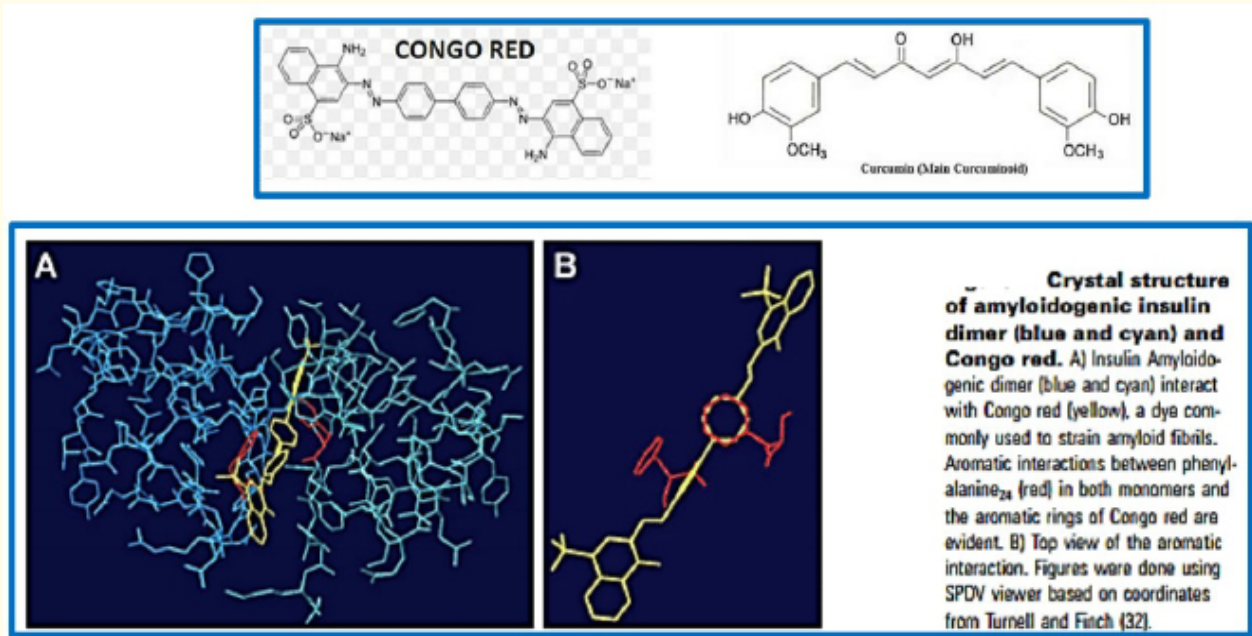 CONGO RED
NH₂
N
N
S
O
O
O⁻Na⁺
N
N
S
O
O
O⁻Na⁺
H₂N
O
OH
HO
OCH₃
OH
OCH₃
Curcumin (Main Curcuminoid)
A
B
Crystal structure
of amyloidogenic insulin
dimer (blue and cyan) and
Congo red. A) Insulin Amyloido-
genic dimer (blue and cyan) interact
with Congo red (yellow), a dye com-
monly used to strain amyloid fibrils.
Aromatic interactions between phenyl-
alanine₂₄ (red) in both monomers and
the aromatic rings of Congo red are
evident. B) Top view of the aromatic
interaction. Figures were done using
SPDV viewer based on coordinates
from Turnell and Finch (32).